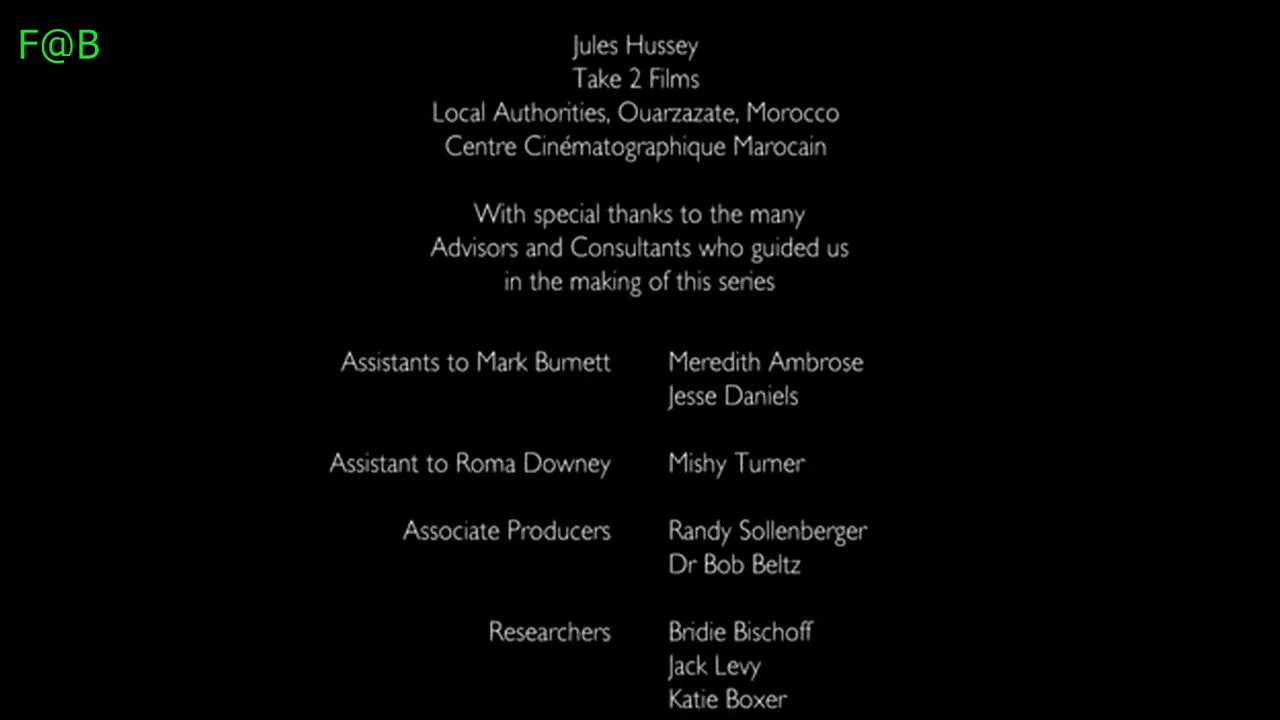 F@B
Jules Hussey
Take 2 Films
Local Authorities, Ouarzazate, Morocco
Centre Cinématographique Marocain
With special thanks to the many
Advisors and Consultants who guided us
in the making of this series
Assistants to Mark Burnett Meredith Ambrose
Jesse Daniels
Assistant to Roma Downey Mishy Turner
Associate Producers Randy Sollenberger
Dr Bob Beltz
Researchers Bridie Bischoff
Jack Levy
Katie Boxer